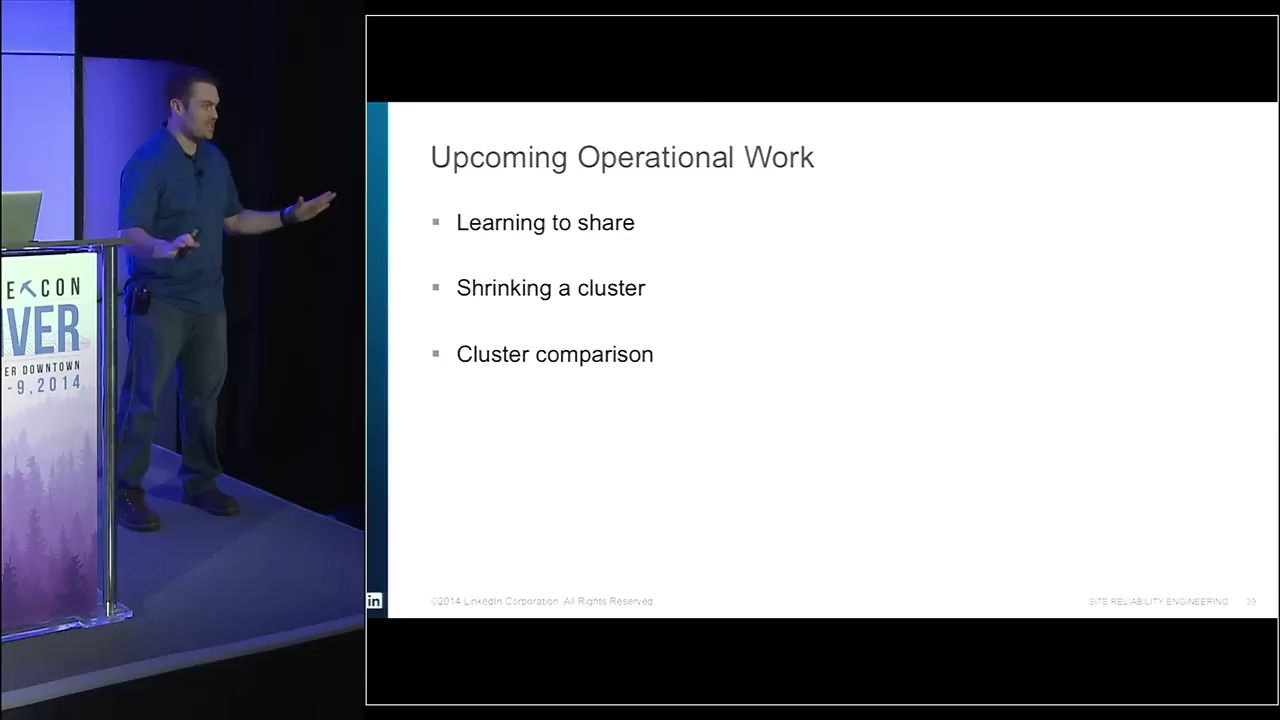 E CON
VER
ER DOWNTOWN
-9, 2014
Upcoming Operational Work
Learning to share
Shrinking a cluster
Cluster comparison
in
©2014 LinkedIn Corporation. All Rights Reserved.
SITE RELIABILITY ENGINEERING 39